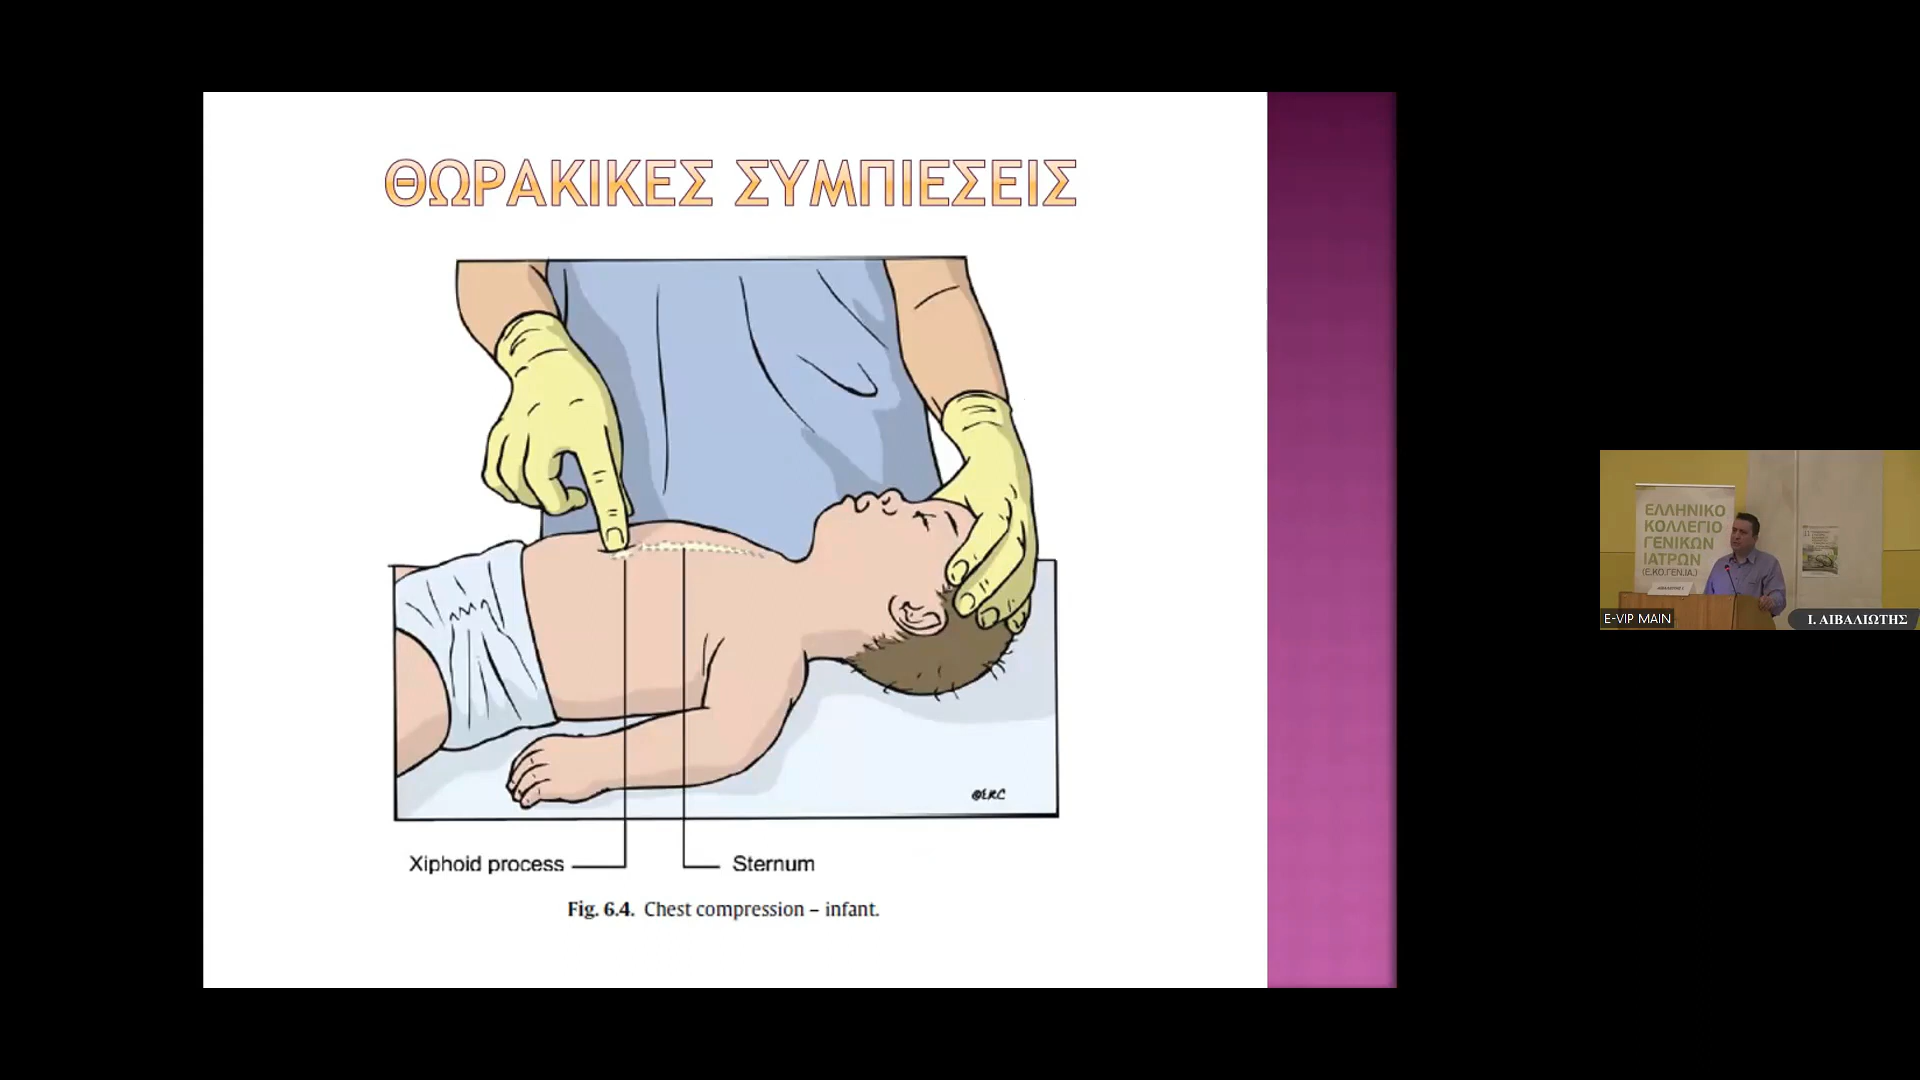 ΘΩΡΑΚΙΚΕΣ ΣΥΜΠΙΕΣΕΙΣ
©ERC
Xiphoid process
Sternum
Fig. 6.4. Chest compression – infant.
ΕΛΛΗΝΙΚΟ
ΚΟΛΛΕΓΙΟ
ΓΕΝΙΚΩΝ
ΙΑΤΡΩΝ
(Ε.ΚΟ.ΓΕΝ.ΙΑ.)
E-VIP MAIN
Ι. ΑΙΒΑΛΙΩΤΗΣ